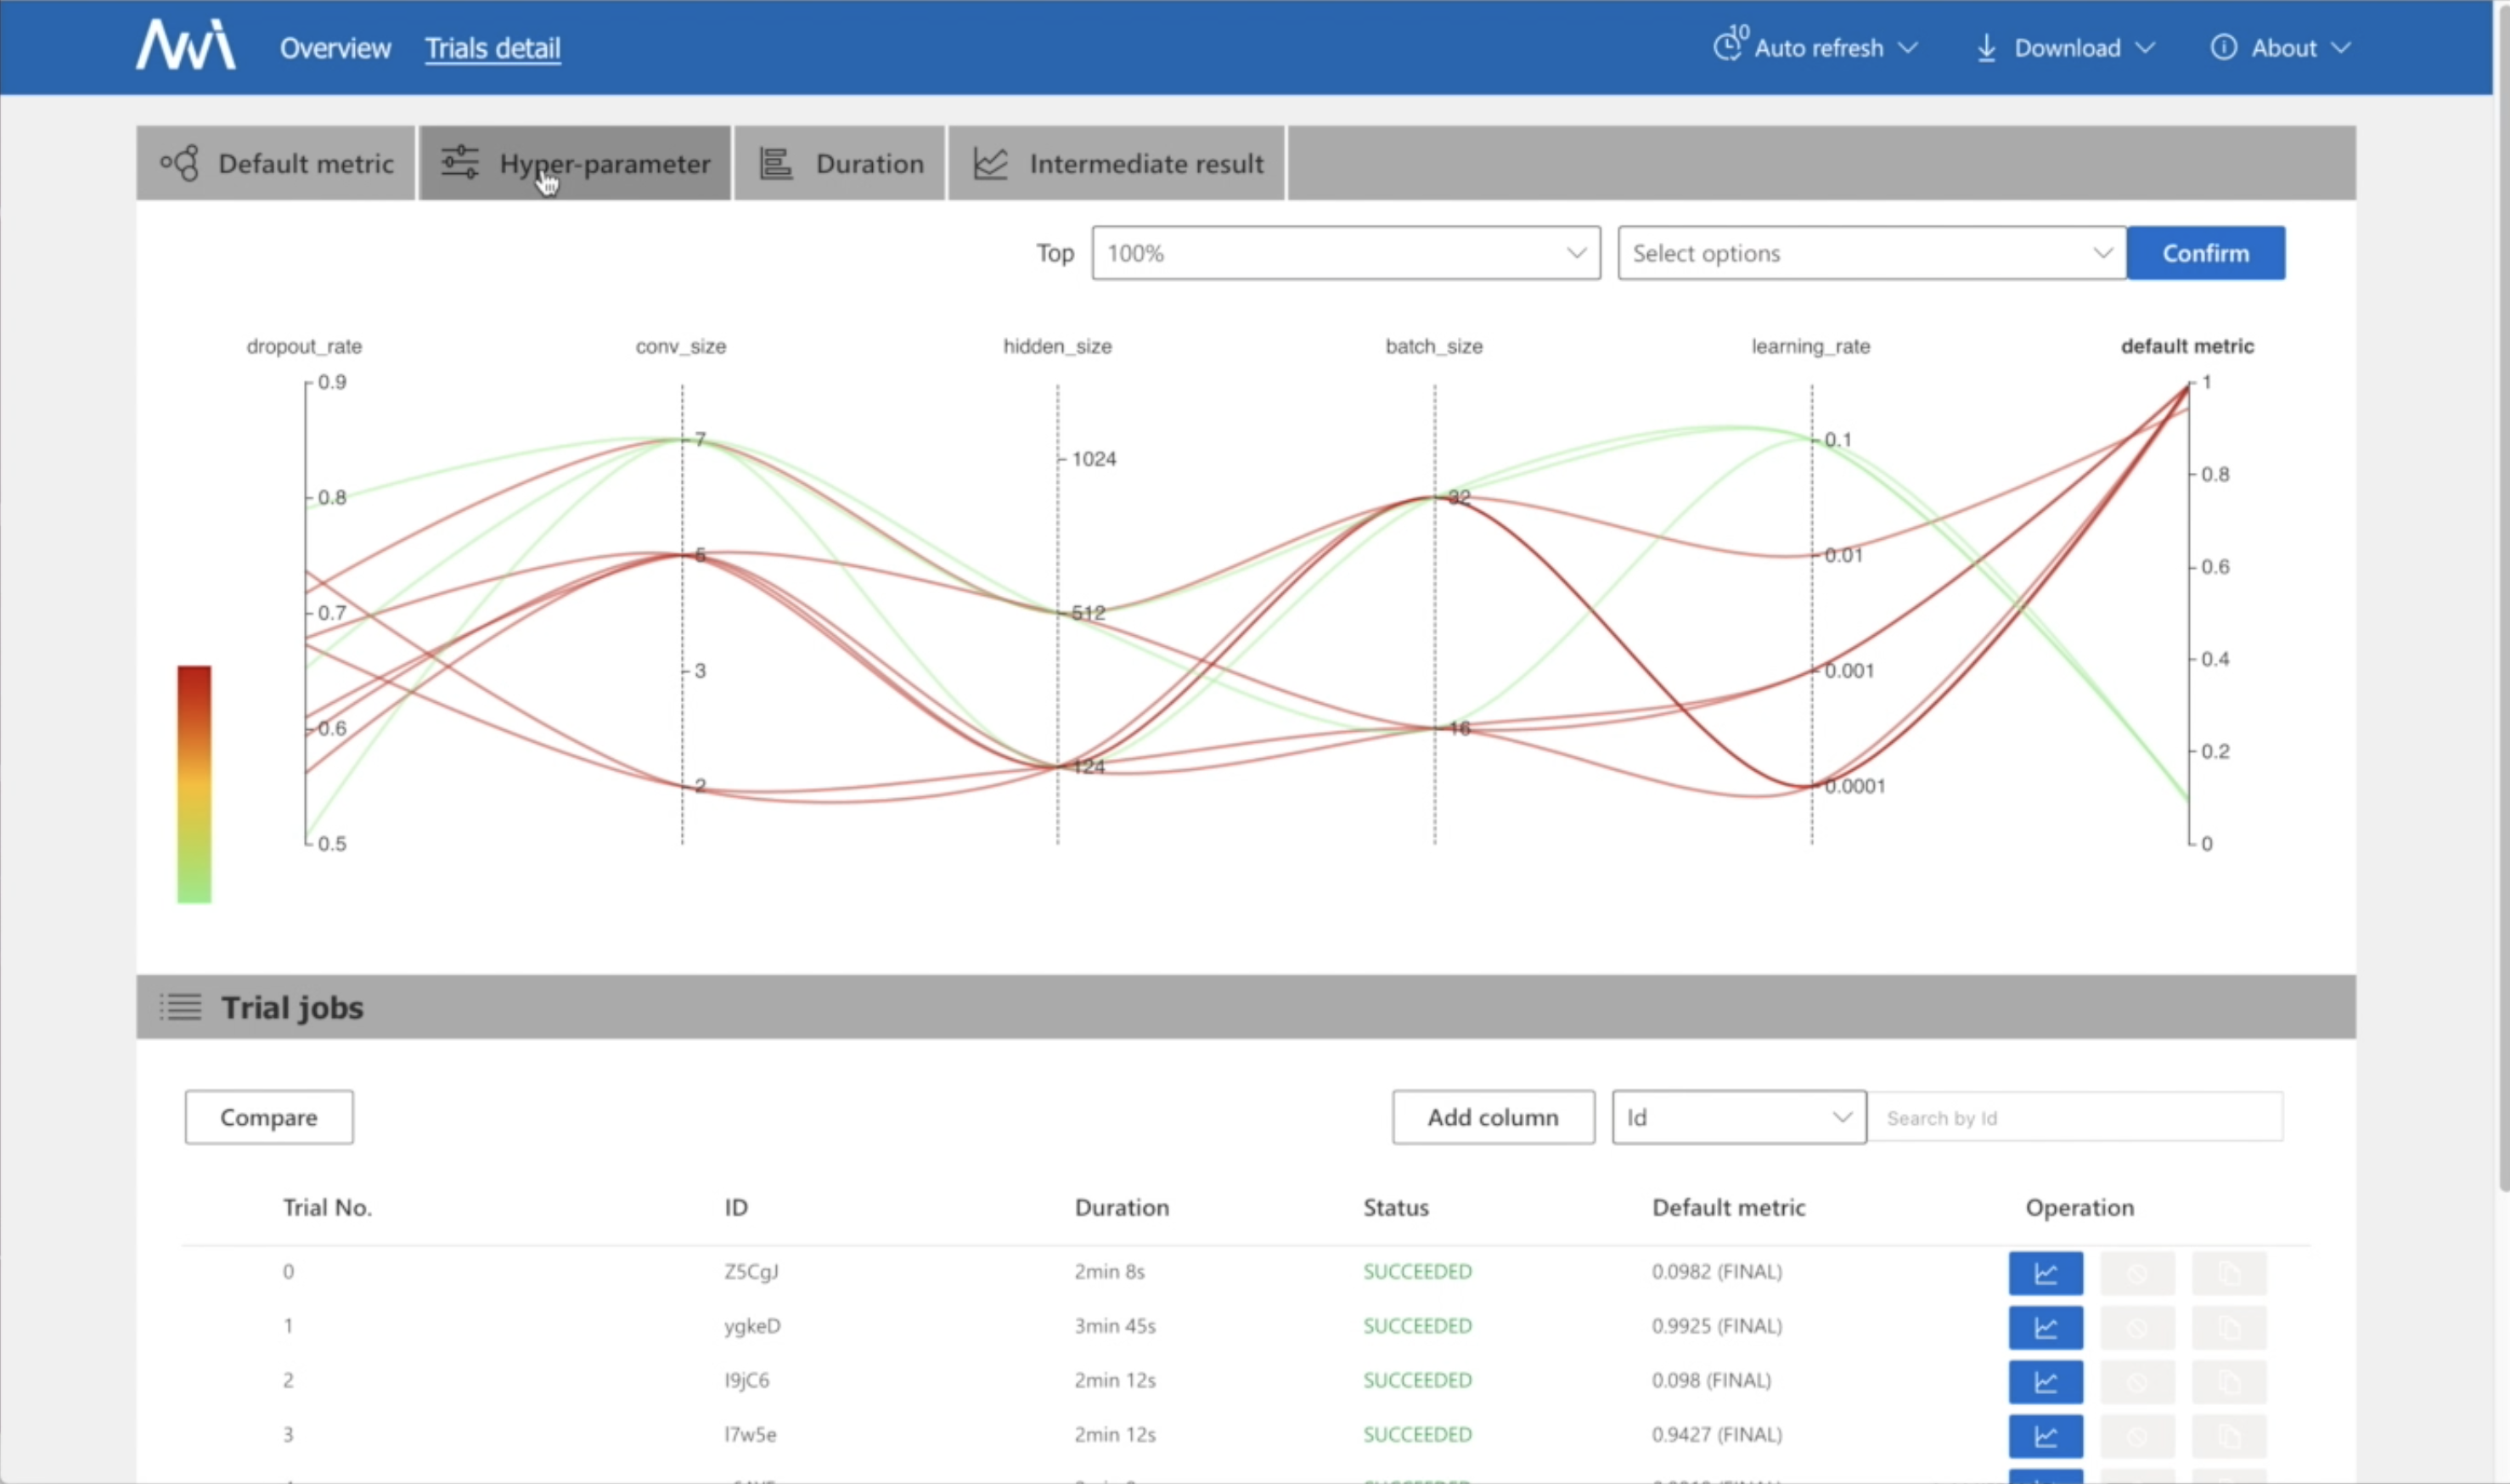 Overview Trials detail 10 Auto refresh Download About
Default metric Hyper-parameter Duration Intermediate result
Top 100% Select options Confirm
dropout_rate conv_size hidden_size batch_size learning_rate default metric
0.9 1
7 0.1
1024
0.8
0.8 32
5 0.01
0.6
0.7 512
3 0.001
0.4
0.6 16
0.2
124
2 0.0001
0.5 0
Trial jobs
Compare Add column Id Search by Id
Trial No. ID Duration Status Default metric Operation
0 Z5CgJ 2min 8s SUCCEEDED 0.0982 (FINAL)
1 ygkeD 3min 45s SUCCEEDED 0.9925 (FINAL)
2 I9jC6 2min 12s SUCCEEDED 0.098 (FINAL)
3 I7w5e 2min 12s SUCCEEDED 0.9427 (FINAL)